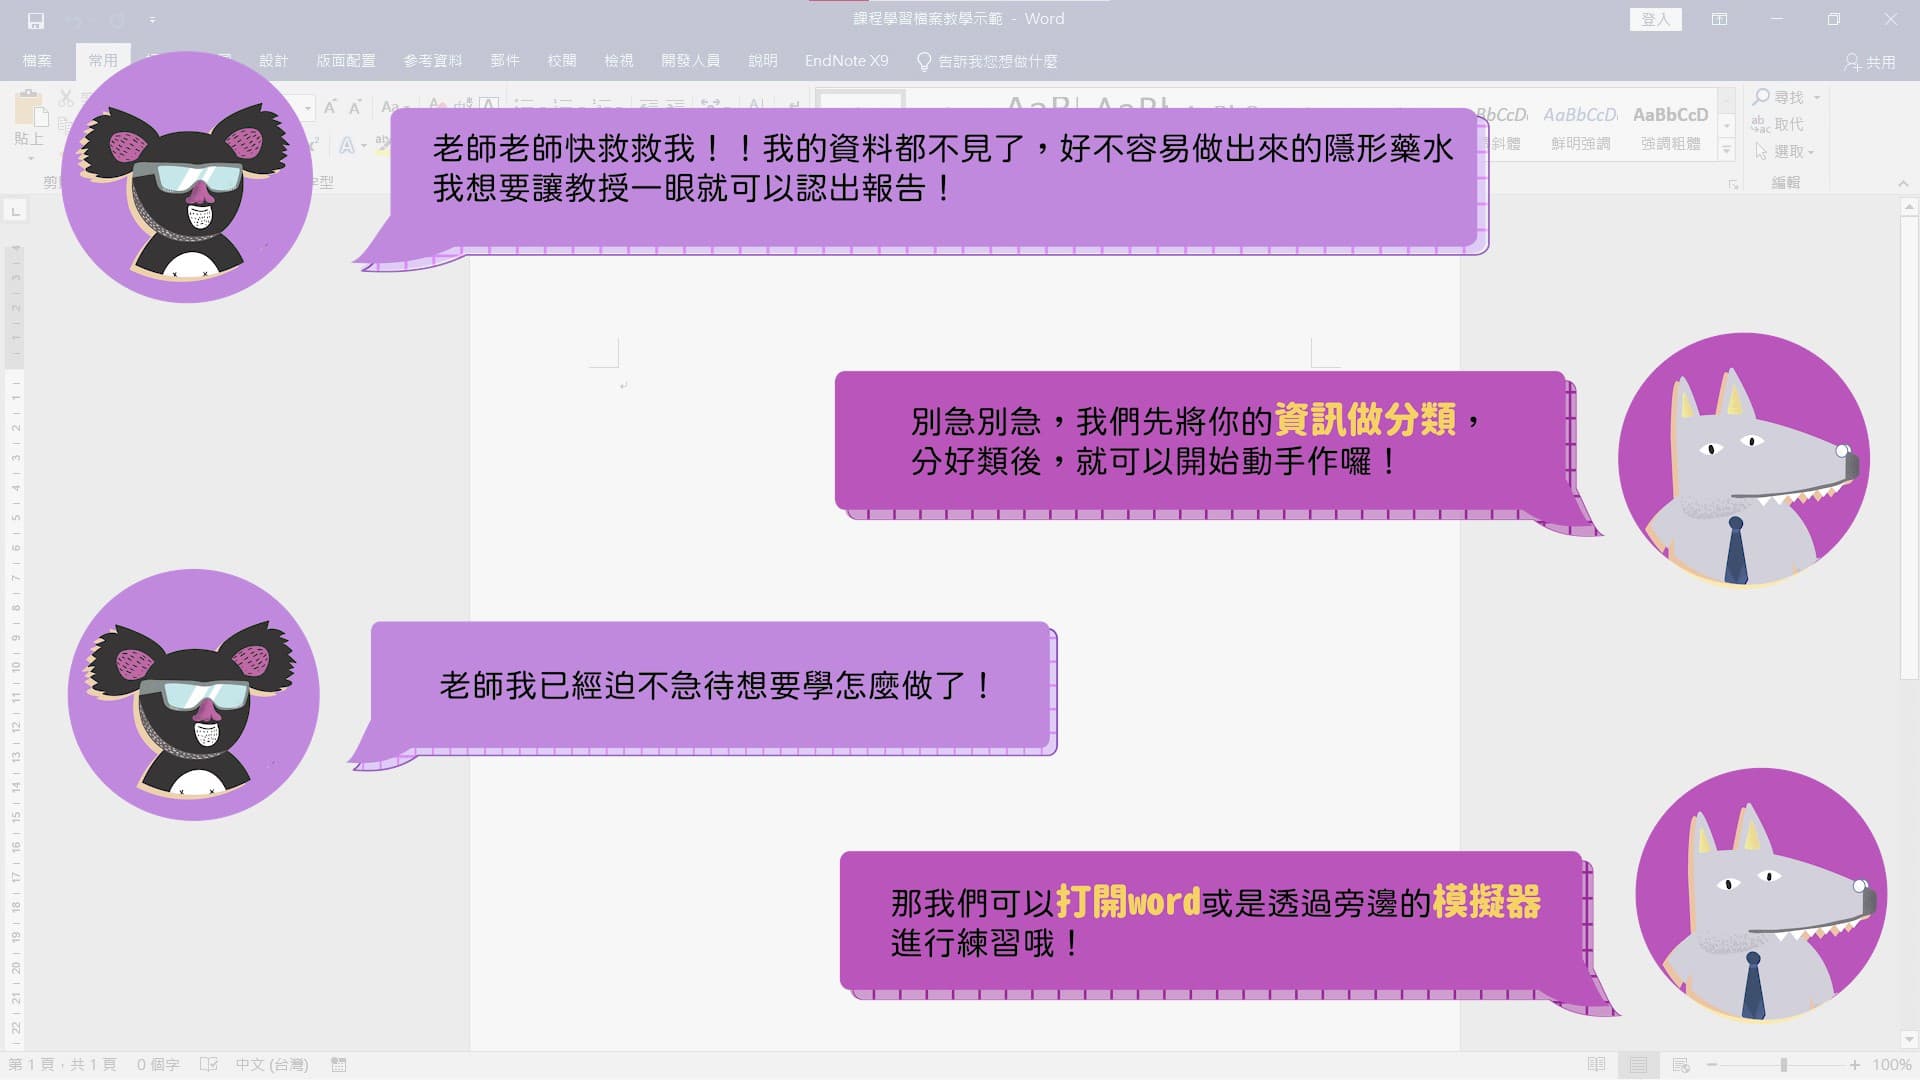 課程學習檔案教學示範 - Word
登入
檔案
常用
設計
版面配置
參考資料
郵件
校閱
檢視
開發人員
說明
EndNote X9
告訴我您想做什麼
共用
貼上
AaBbCcD
AaBbCcD
鮮明強調
強調粗體
尋找
取代
選取
編輯
老師老師快救救我！！我的資料都不見了，好不容易做出來的隱形藥水
我想要讓教授一眼就可以認出報告！
別急別急，我們先將你的資訊做分類，
分好類後，就可以開始動手作囉！
老師我已經迫不急待想要學怎麼做了！
那我們可以打開word或是透過旁邊的模擬器
進行練習哦！
第 1 頁，共 1 頁
0 個字
中文 (台灣)
100%